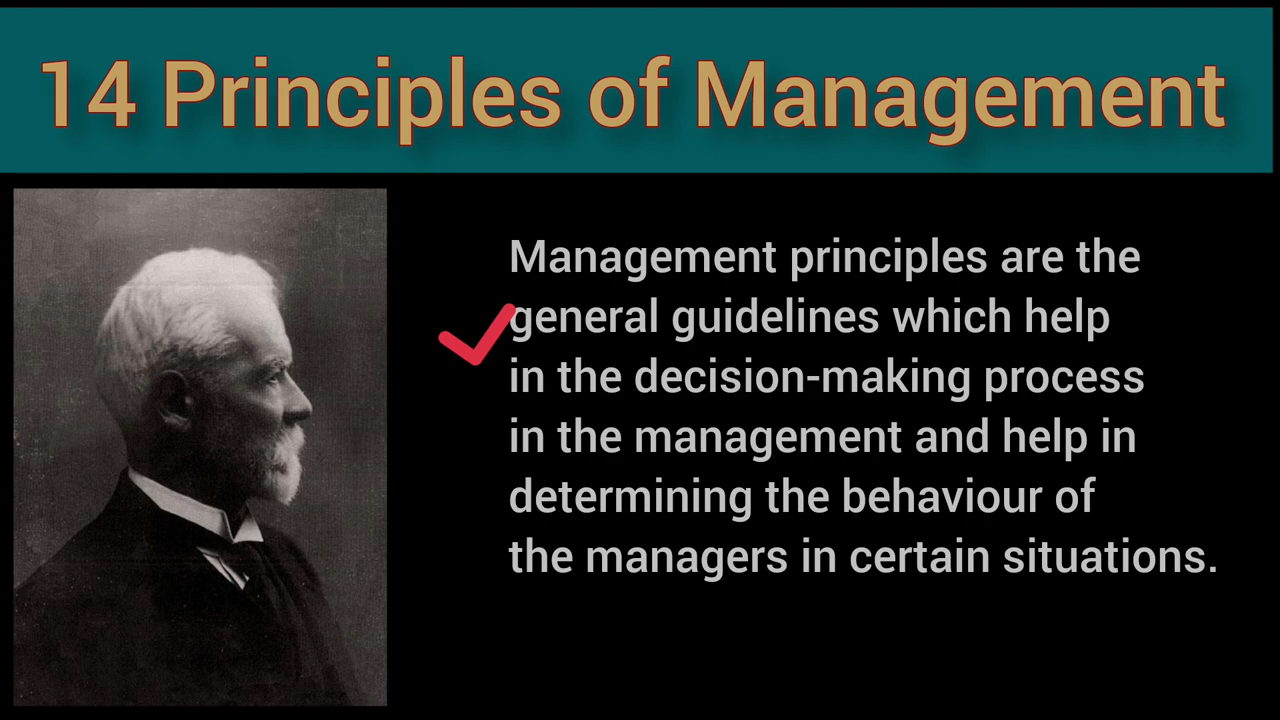 14 Principles of Management
Management principles are the
general guidelines which help
in the decision-making process
in the management and help in
determining the behaviour of
the managers in certain situations.